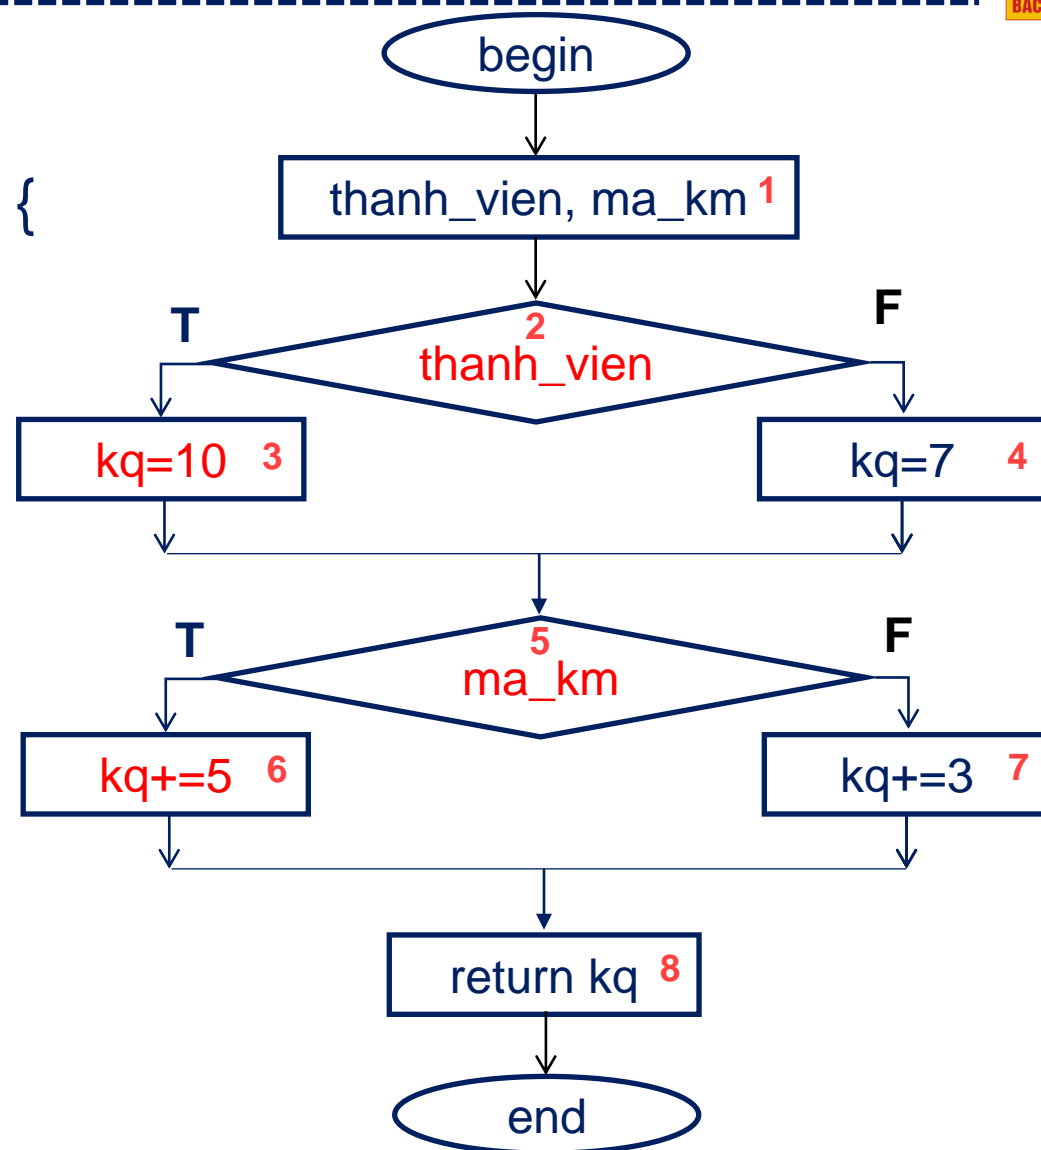 BAC
begin
{
thanh_vien, ma_km 1
T
F
2
thanh_vien
kq=10 3
kq=7 4
T
F
5
ma_km
kq+=5 6
kq+=3 7
return kq 8
end